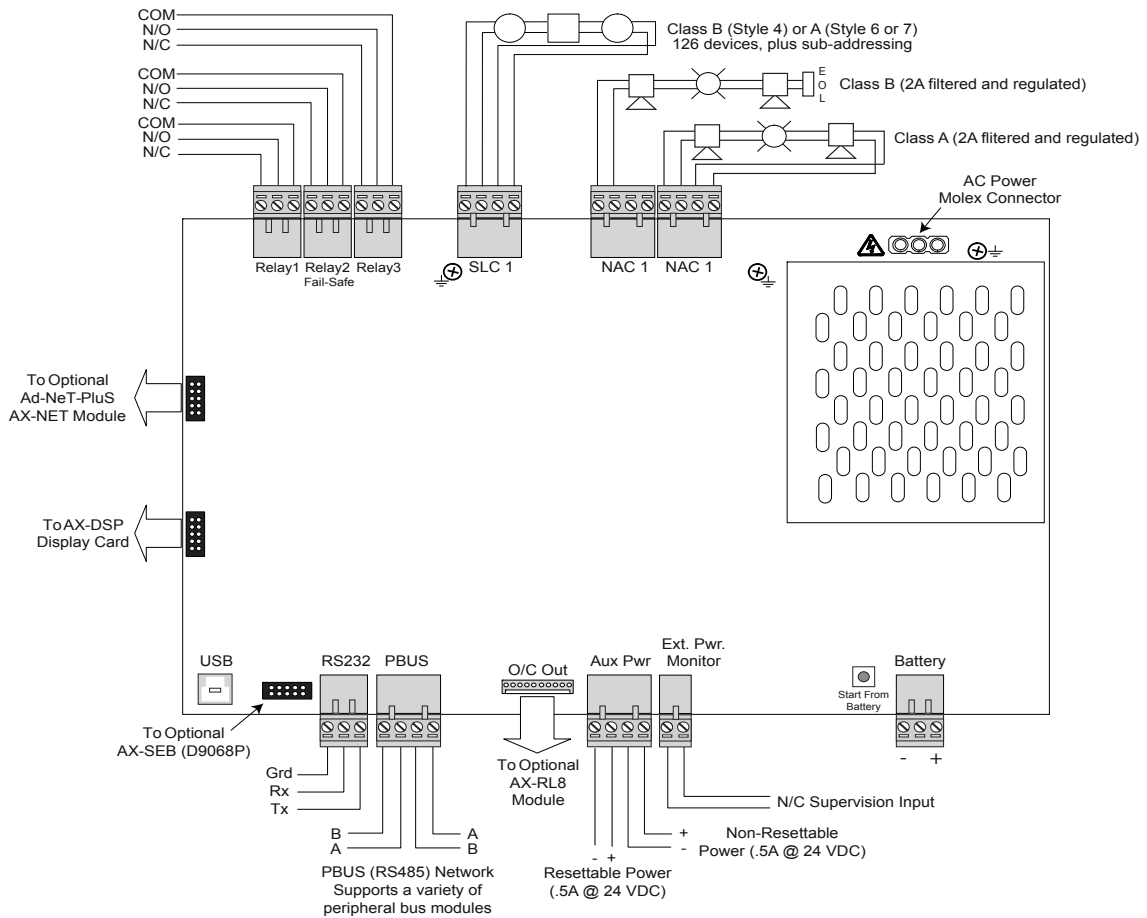 COM
N/O
N/C
COM
N/O
N/C
COM
N/O
N/C
Class B (Style 4) or A (Style 6 or 7)
126 devices, plus sub-addressing
E
O
L
Class B (2A filtered and regulated)
Class A (2A flitered and regulated)
AC Power
Molex Connector
Relay1 Relay2 Relay3
Fail-Safe
SLC 1
NAC 1 NAC 1
To Optional
Ad-NeT-PluS
AX-NET Module
To AX-DSP
Display Card
USB
RS232 PBUS
O/C Out
Aux Pwr
Ext. Pwr.
Monitor
Start From
Battery
Battery
To Optional
AX-SEB (D9068P)
Grd
Rx
Tx
To Optional
AX-RL8
Module
- +
N/C Supervision Input
B A
A B
PBUS (RS485) Network
Supports a variety of
peripheral bus modules
- +
Resettable Power
(.5A @ 24 VDC)
+ Non-Resettable
- Power (.5A @ 24 VDC)